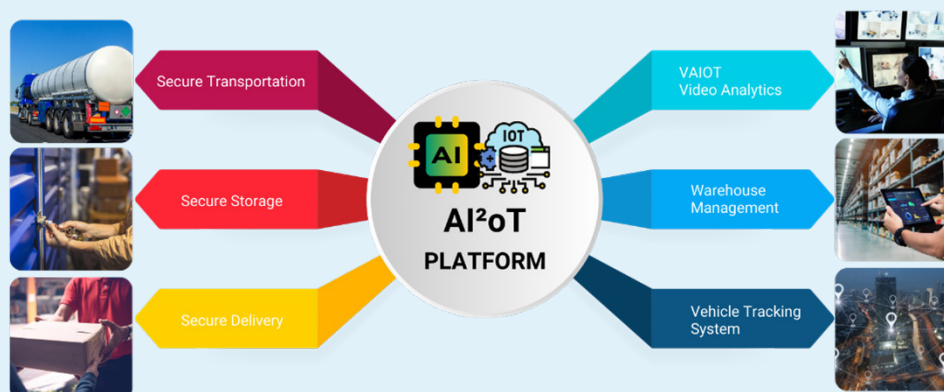 Secure Transportation
Secure Storage
Secure Delivery
AI
IOT
AI²oT
PLATFORM
VAIOT
Video Analytics
Warehouse
Management
Vehicle Tracking
System